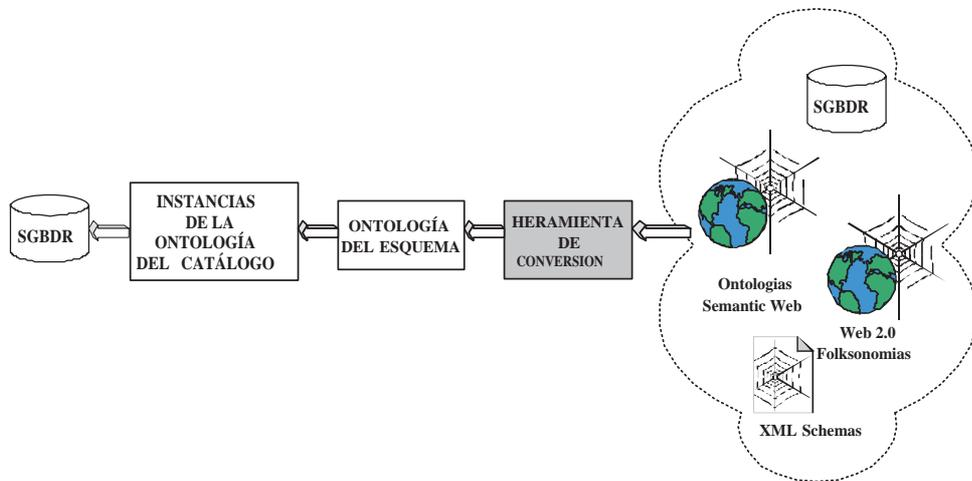 SGBDR
INSTANCIAS
DE LA
ONTOLOGÍA
DEL CATÁLOGO
ONTOLOGÍA
DEL ESQUEMA
HERAMIENTA
DE
CONVERSION
SGBDR
Ontologias
Semantic Web
Web 2.0
Folksonomias
XML Schemas